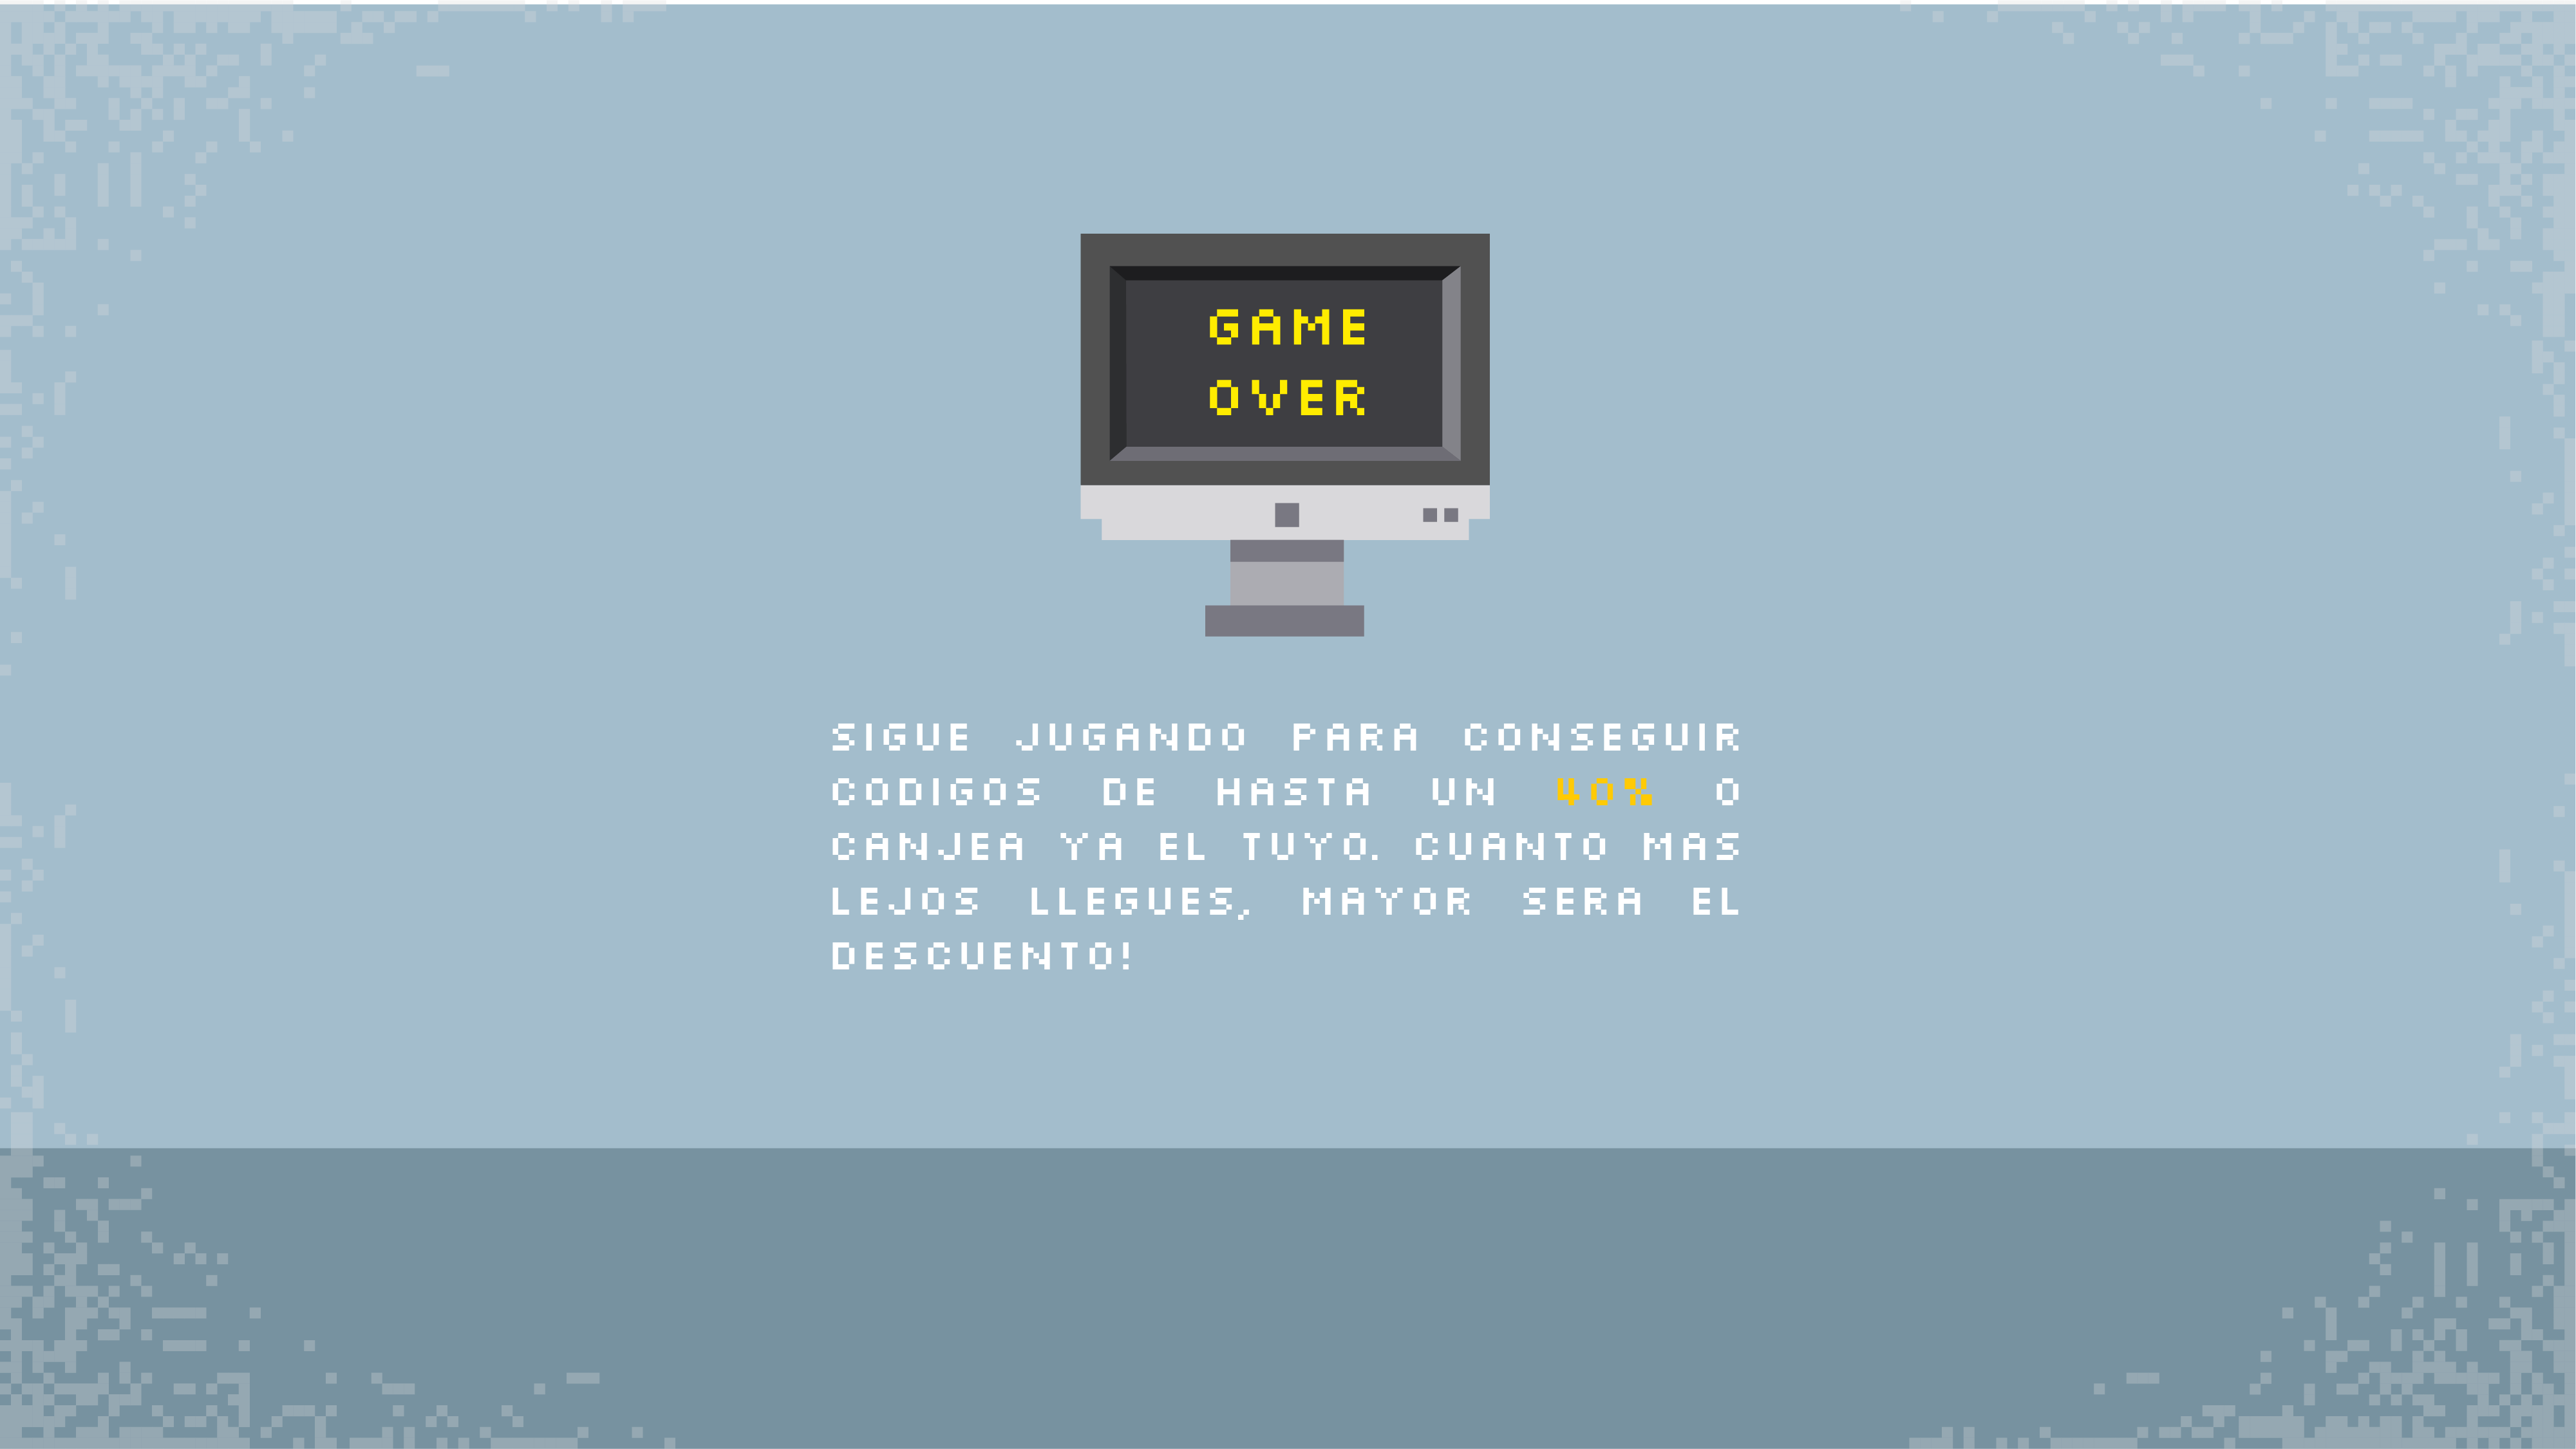 GAME
OVER
SIGUE JUGANDO PARA CONSEGUIR
CODIGOS DE HASTA UN 40% O
CANJEA YA EL TUYO. CUANTO MAS
LEJOS LLEGUES, MAYOR SERA EL
DESCUENTO!